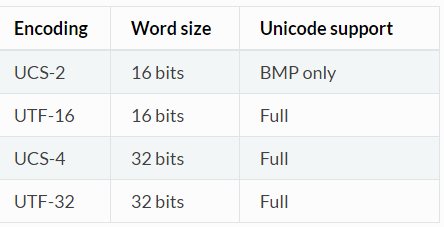 Encoding Word size Unicode support
UCS-2 16 bits BMP only
UTF-16 16 bits Full
UCS-4 32 bits Full
UTF-32 32 bits Full